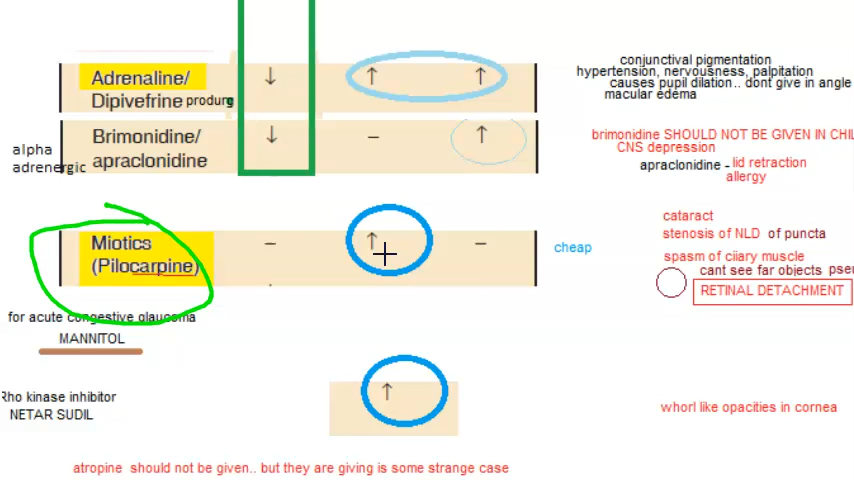 Adrenaline/ ↓ ↑ ↑
Dipivefrine produrg
conjunctival pigmentation
hypertension, nervousness, palpitation
causes pupil dilation.. dont give in angle
macular edema
alpha
adrenergic
Brimonidine/ ↓ – ↑
apraclonidine
brimonidine SHOULD NOT BE GIVEN IN CHIL
CNS depression
apraclonidine - lid retraction
allergy
Miotics – ↑ –
(Pilocarpine)
cheap
cataract
stenosis of NLD of puncta
spasm of ciiary muscle
cant see far objects pseu
RETINAL DETACHMENT
for acute congestive glaucoma
MANNITOL
Rho kinase inhibitor ↑
NETAR SUDIL
whorl like opacities in cornea
atropine should not be given.. but they are giving is some strange case